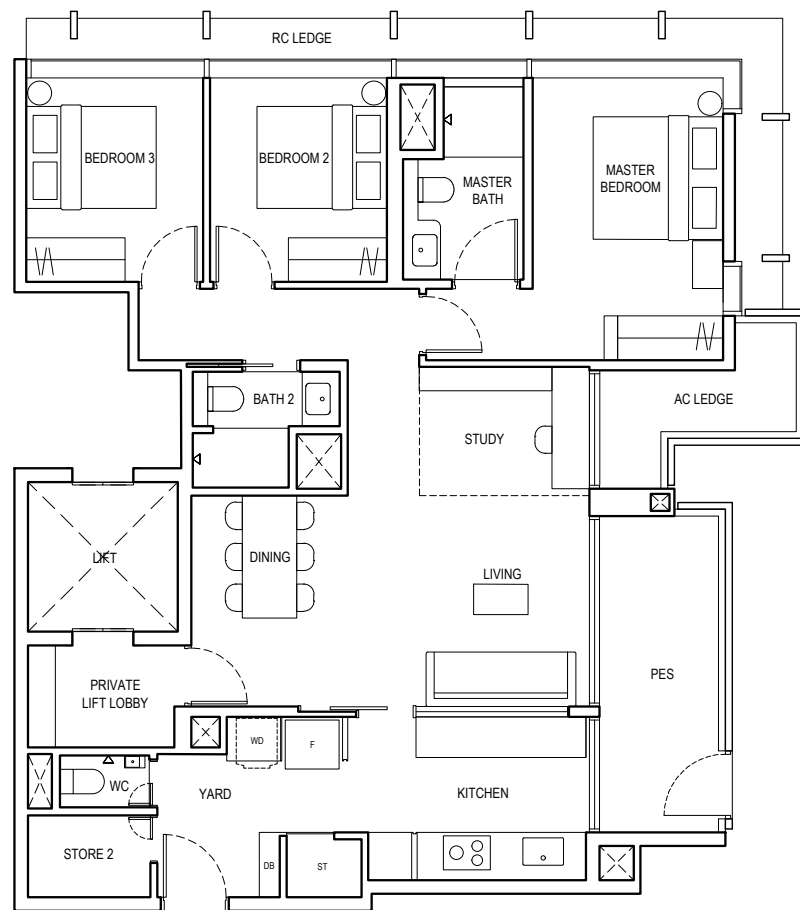 RC LEDGE
BEDROOM 3
BEDROOM 2
MASTER
BATH
MASTER
BEDROOM
BATH 2
STUDY
AC LEDGE
LIFT
DINING
LIVING
PRIVATE
LIFT LOBBY
PES
WD
F
WC
YARD
KITCHEN
STORE 2
DB
ST